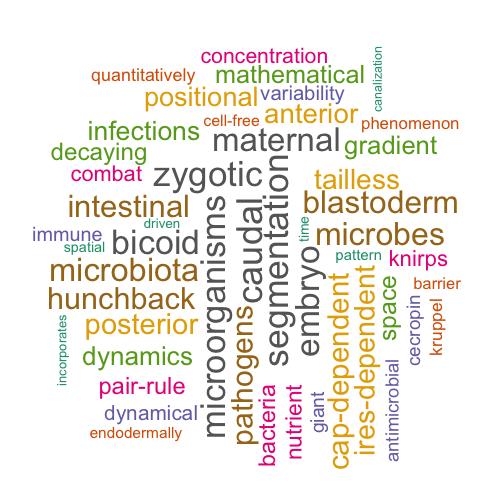 concentration
canalization
quantitatively
mathematical
positional
variability
anterior
cell-free
phenomenon
infections
maternal
gradient
decaying
combat
zygotic
tailless
intestinal
blastoderm
driven
immune
spatial
bicoid
microorganisms
caudal
segmentation
time
microbes
pattern
knirps
microbiota
embryo
barrier
hunchback
cap-dependent
ires-dependent
space
cecropin
kruppel
posterior
pathogens
incorporates
dynamics
pair-rule
bacteria
nutrient
giant
antimicrobial
dynamical
endodermally